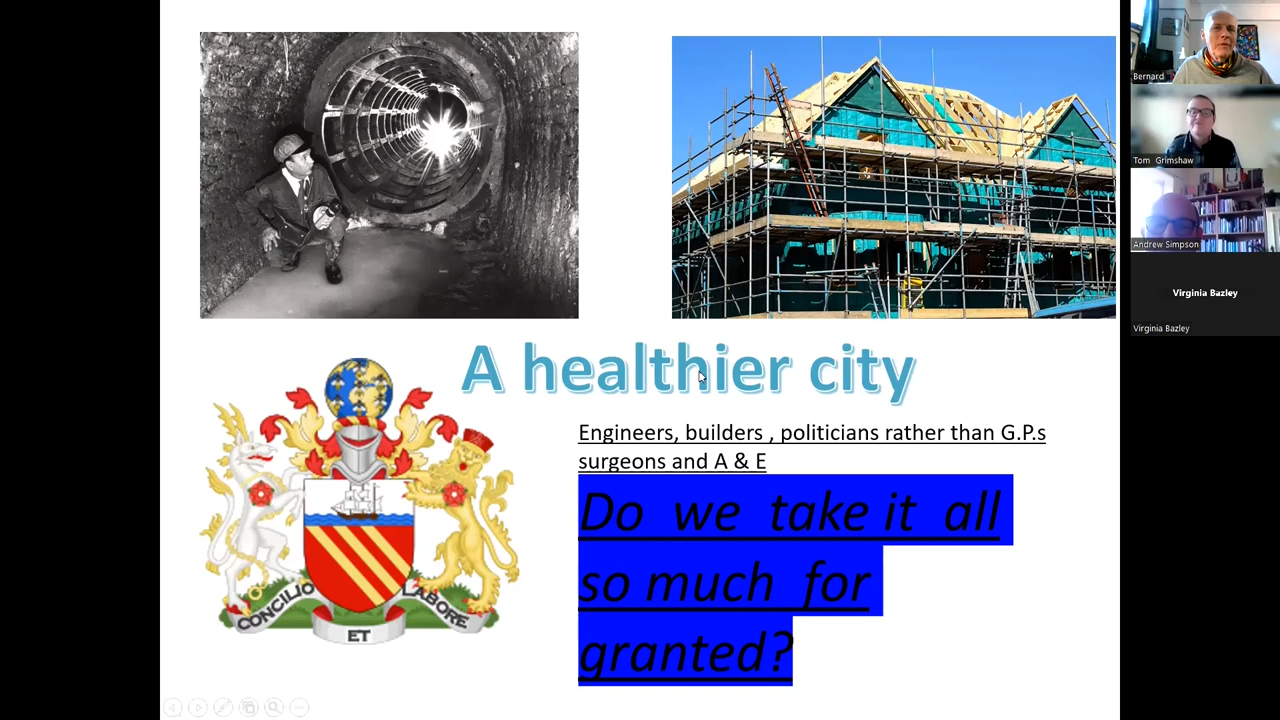 Bernard
Tom Grimshaw
Andrew Simpson
Virginia Bazley
Virginia Bazley
A healthier city
Engineers, builders , politicians rather than G.P.s
surgeons and A & E
Do we take it all
so much for
granted?
CONCILIO
ET
LABORE